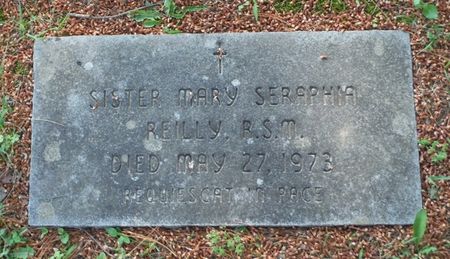 SISTER MARY SERAPHIA
REILLY, R.S.M.
DIED MAY 27, 1973
REQUIESCAT IN PACE